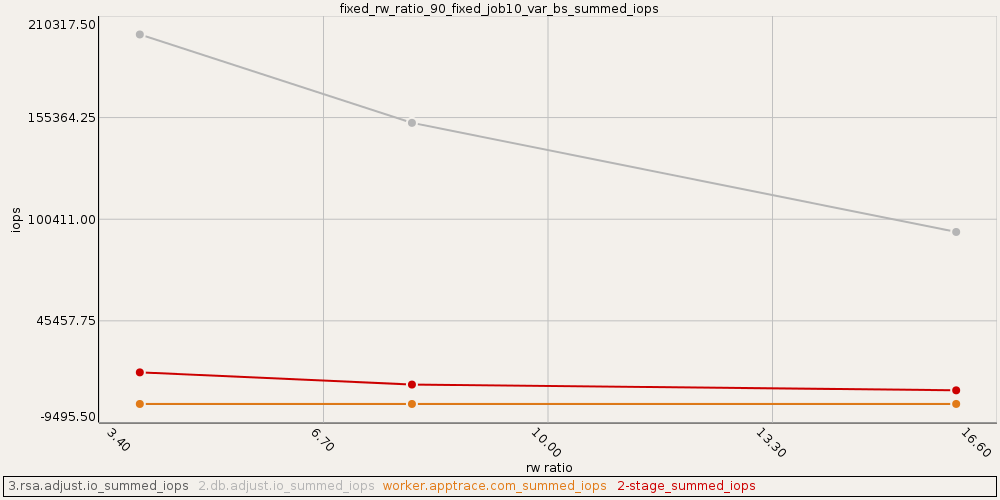 fixed_rw_ratio_90_fixed_job10_var_bs_summed_iops
210317.50
155364.25
100411.00
45457.75
-9495.50
iops
3.40 6.70 10.00 13.30 16.60
rw ratio
3.rsa.adjust.io_summed_iops 2.db.adjust.io_summed_iops worker.apptrace.com_summed_iops 2-stage_summed_iops